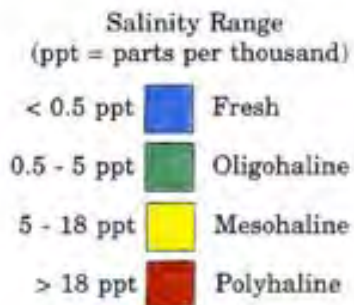 Salinity Range
(ppt = parts per thousand)
< 0.5 ppt Fresh
0.5 - 5 ppt Oligohaline
5 - 18 ppt Mesohaline
> 18 ppt Polyhaline